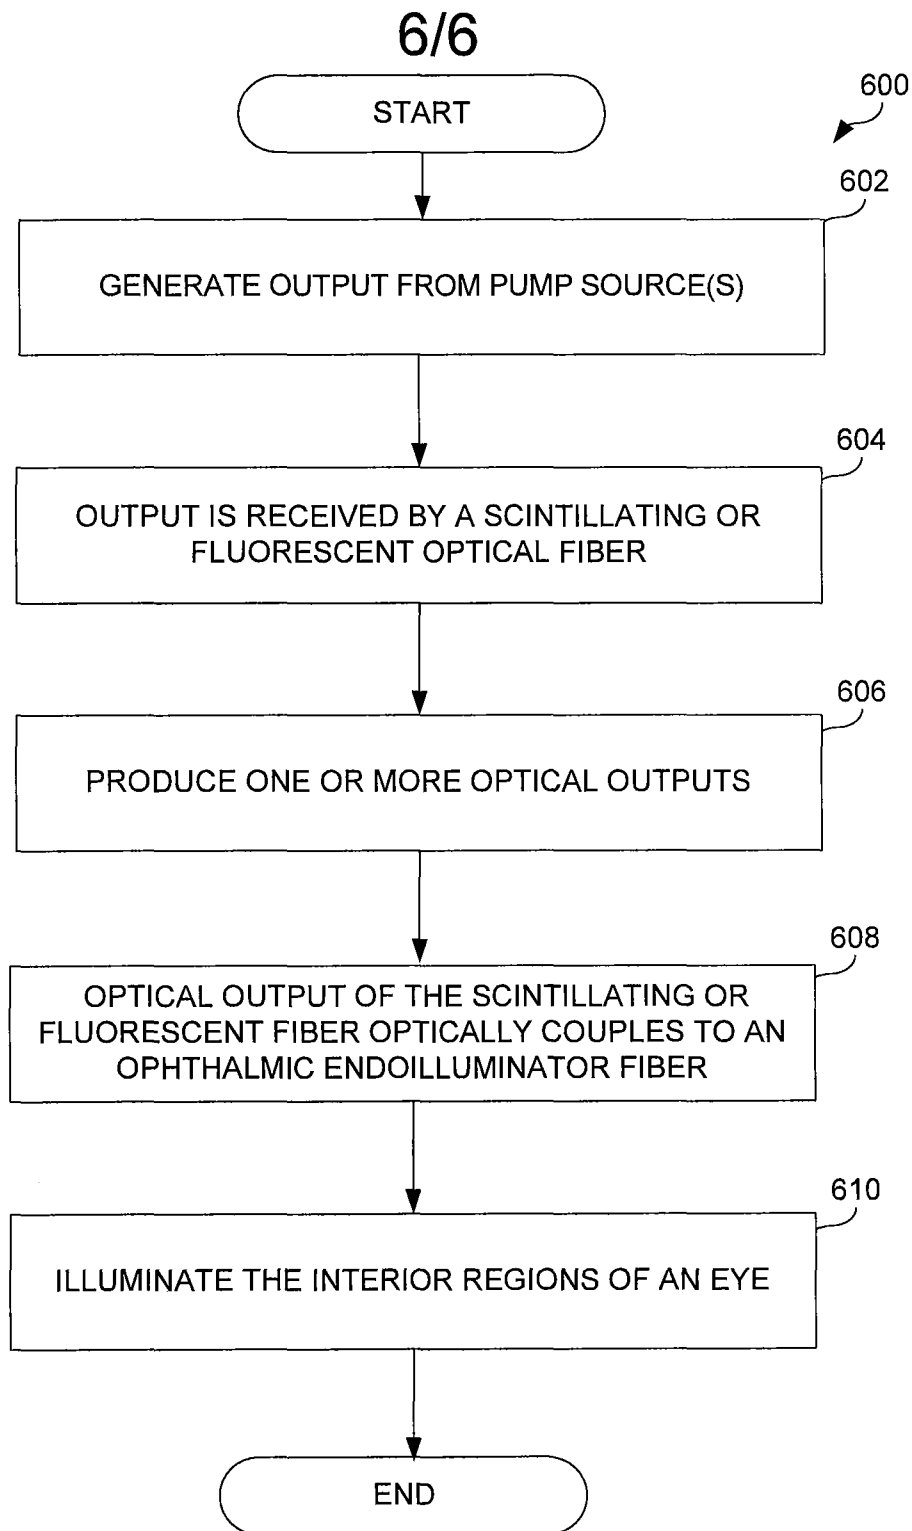 6/6
START
600
602
GENERATE OUTPUT FROM PUMP SOURCE(S)
604
OUTPUT IS RECEIVED BY A SCINTILLATING OR
FLUORESCENT OPTICAL FIBER
606
PRODUCE ONE OR MORE OPTICAL OUTPUTS
608
OPTICAL OUTPUT OF THE SCINTILLATING OR
FLUORESCENT FIBER OPTICALLY COUPLES TO AN
OPHTHALMIC ENDOILLUMINATOR FIBER
610
ILLUMINATE THE INTERIOR REGIONS OF AN EYE
END